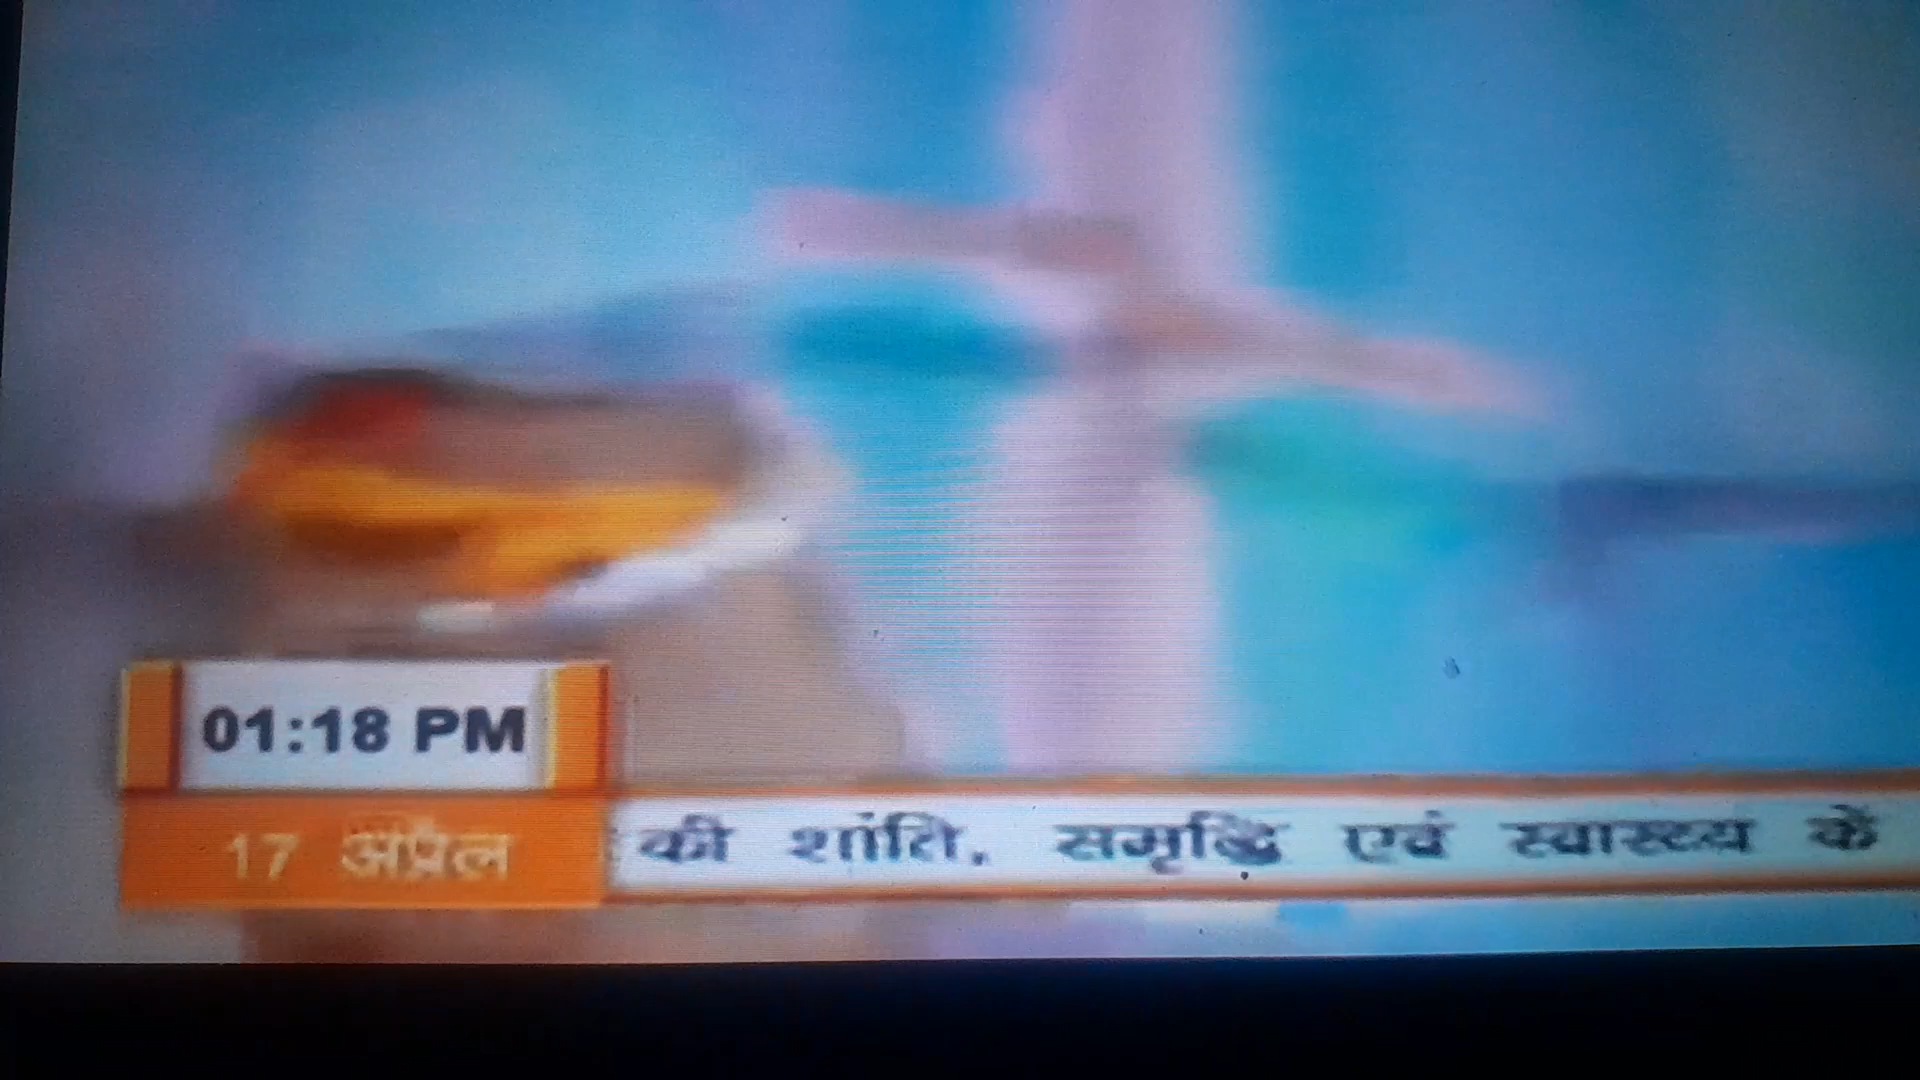 01:18 PM
17 अप्रैल
की शांति, समृद्धि एवं स्वास्थ्य के